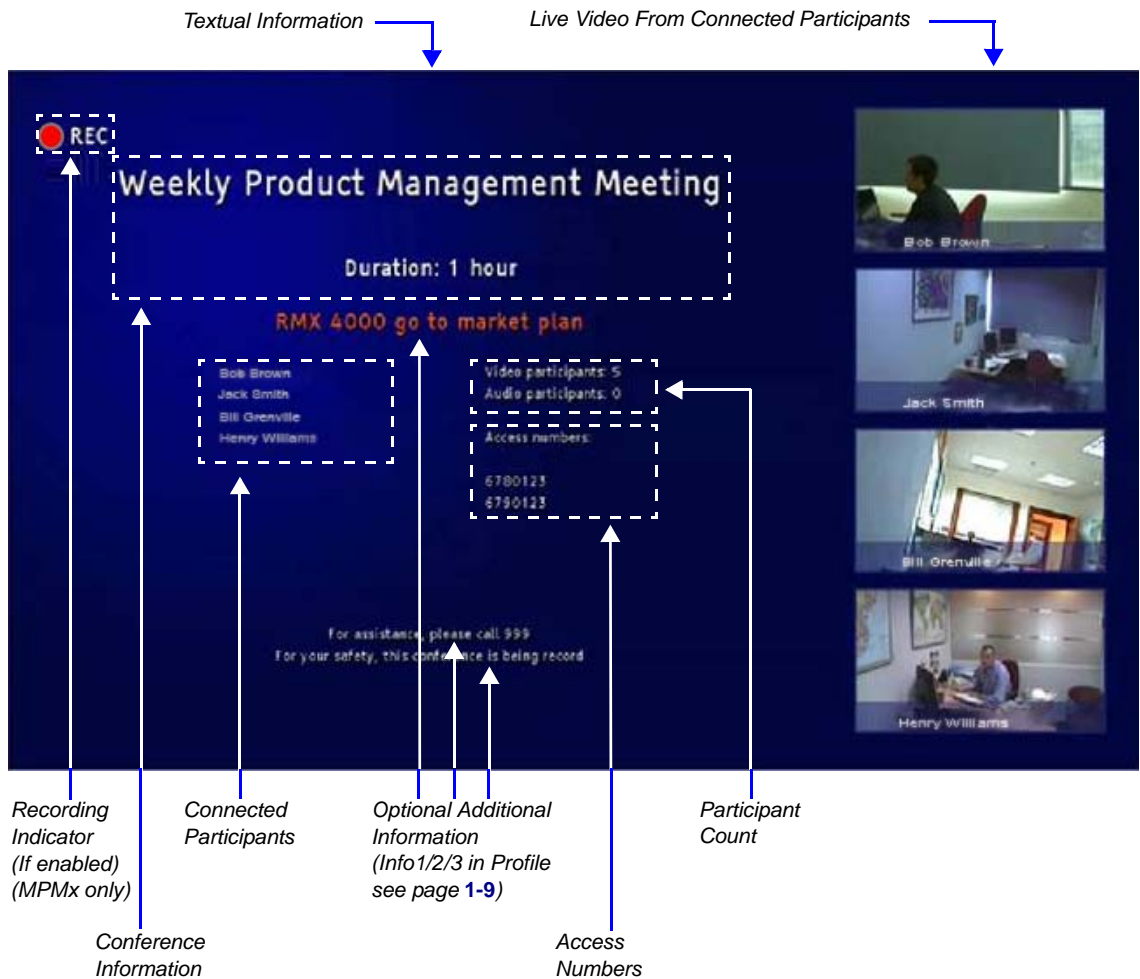 Textual Information
Live Video From Connected Participants
REC
Weekly Product Management Meeting
Duration: 1 hour
RMX 4000 go to market plan
Bob Brown
Jack Smith
Bill Grenville
Henry Williams
Video participants: 5
Audio participants: 0
Access numbers:
6780123
6790123
For assistance, please call 999
For your safety, this conference is being record
Bob Brown
Jack Smith
Bill Grenville
Henry Williams
Recording
Indicator
(If enabled)
(MPMx only)
Connected
Participants
Optional Additional
Information
(Info1/2/3 in Profile
see page 1-9)
Participant
Count
Conference
Information
Access
Numbers